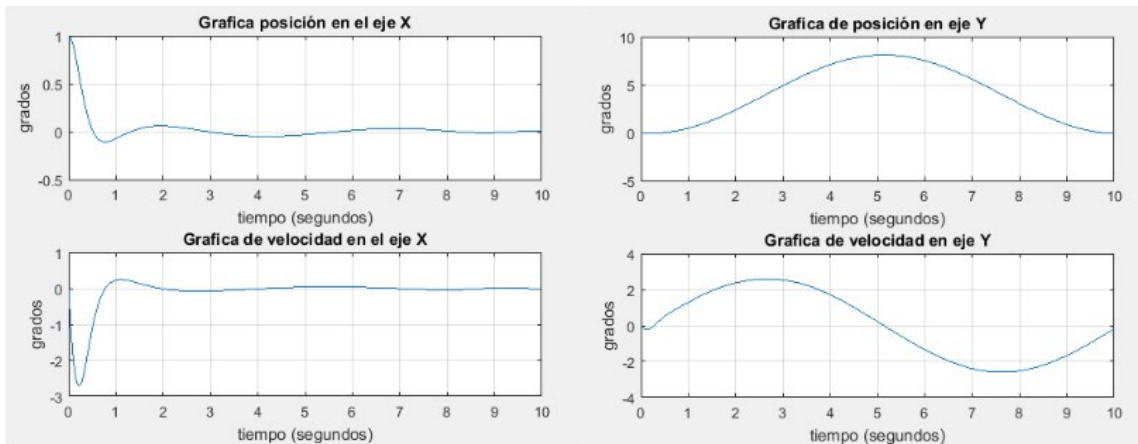 Grafica posición en el eje X
1
0.5
0
-0.5
grados
0 1 2 3 4 5 6 7 8 9 10
tiempo (segundos)
Grafica de posición en eje Y
10
5
0
-5
grados
0 1 2 3 4 5 6 7 8 9 10
tiempo (segundos)
Grafica de velocidad en el eje X
1
0
-1
-2
-3
grados
0 1 2 3 4 5 6 7 8 9 10
tiempo (segundos)
Grafica de velocidad en eje Y
4
2
0
-2
-4
grados
0 1 2 3 4 5 6 7 8 9 10
tiempo (segundos)